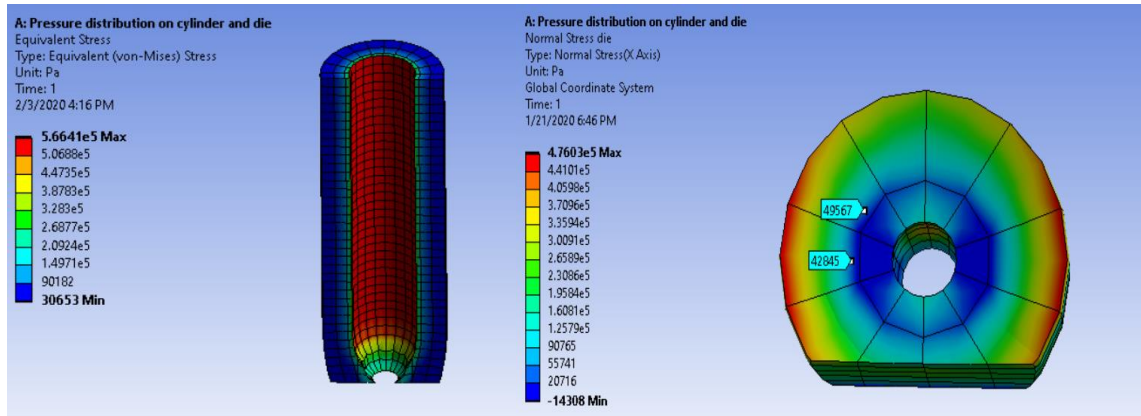 A: Pressure distribution on cylinder and die
Equivalent Stress
Type: Equivalent (von-Mises) Stress
Unit: Pa
Time: 1
2/3/2020 4:16 PM
5.6641e5 Max
5.0688e5
4.4735e5
3.8783e5
3.283e5
2.6877e5
2.0924e5
1.4971e5
90182
30653 Min
A: Pressure distribution on cylinder and die
Normal Stress die
Type: Normal Stress(X Axis)
Unit: Pa
Global Coordinate System
Time: 1
1/21/2020 6:46 PM
4.7603e5 Max
4.4101e5
4.0598e5
3.7096e5
3.3594e5
3.0091e5
2.6589e5
2.3086e5
1.9584e5
1.6081e5
1.2579e5
90765
55741
20716
-14308 Min
49567
42845